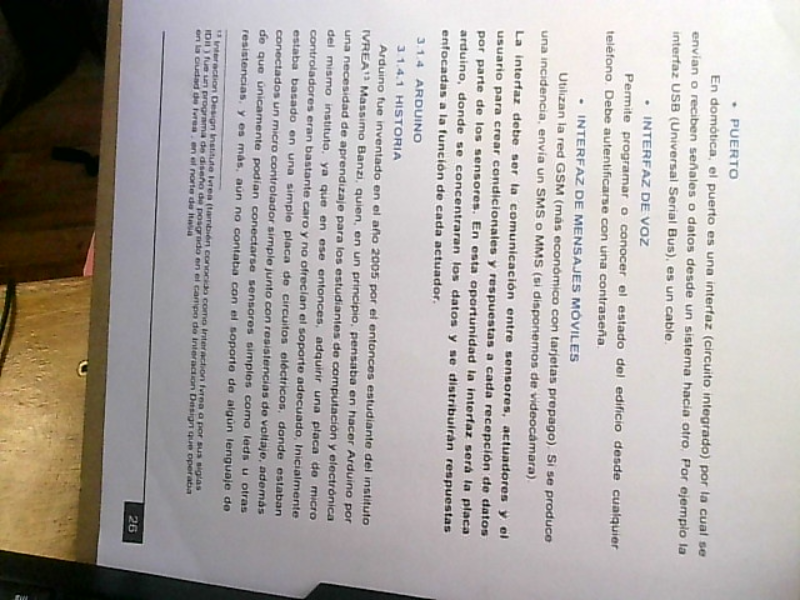 • PUERTO
En domótica, el puerto es una interfaz (circuito integrado) por la cual se
envían o reciben señales o datos desde un sistema hacia otro. Por ejemplo la
interfaz USB (Universal Serial Bus), es un cable.
• INTERFAZ DE VOZ
Permite programar o conocer el estado del edificio desde cualquier
teléfono. Debe autentificarse con una contraseña.
• INTERFAZ DE MENSAJES MÓVILES
Utilizan la red GSM (más económico con tarjetas prepago) Si se produce
una incidencia, envía un SMS o MMS (si disponemos de videocámara).
La interfaz debe ser la comunicación entre sensores, actuadores y el
usuario para crear condicionales y respuestas a cada recepción de datos
por parte de los sensores. En esta oportunidad la interfaz será la placa
arduino, donde se concentraran los datos y se distribuirán respuestas
enfocadas a la función de cada actuador.
3.1.4 ARDUINO
3.1.4.1 HISTORIA
Arduino fue inventado en el año 2005 por el entonces estudiante del instituto
IVREA¹³ Massimo Banzi, quien, en un principio, pensaba en hacer Arduino por
una necesidad de aprendizaje para los estudiantes de computación y electrónica
del mismo instituto, ya que en ese entonces, adquirir una placa de micro
controladores eran bastante caro y no ofrecían el soporte adecuado. Inicialmente
estaba basado en una simple placa de circuitos eléctricos, donde estaban
conectados un micro controlador simple junto con resistencias de voltaje, además
de que únicamente podían conectarse sensores simples como leds u otras
resistencias, y es más, aún no contaba con el soporte de algún lenguaje de
¹³ Interaction Design Institute Ivrea (también conocido como Interaction Ivrea o por sus siglas
IDII ) fue un programa de diseño de posgrado en el campo de Interaction Design que operaba
en la ciudad de Ivrea , en el norte de Italia
26